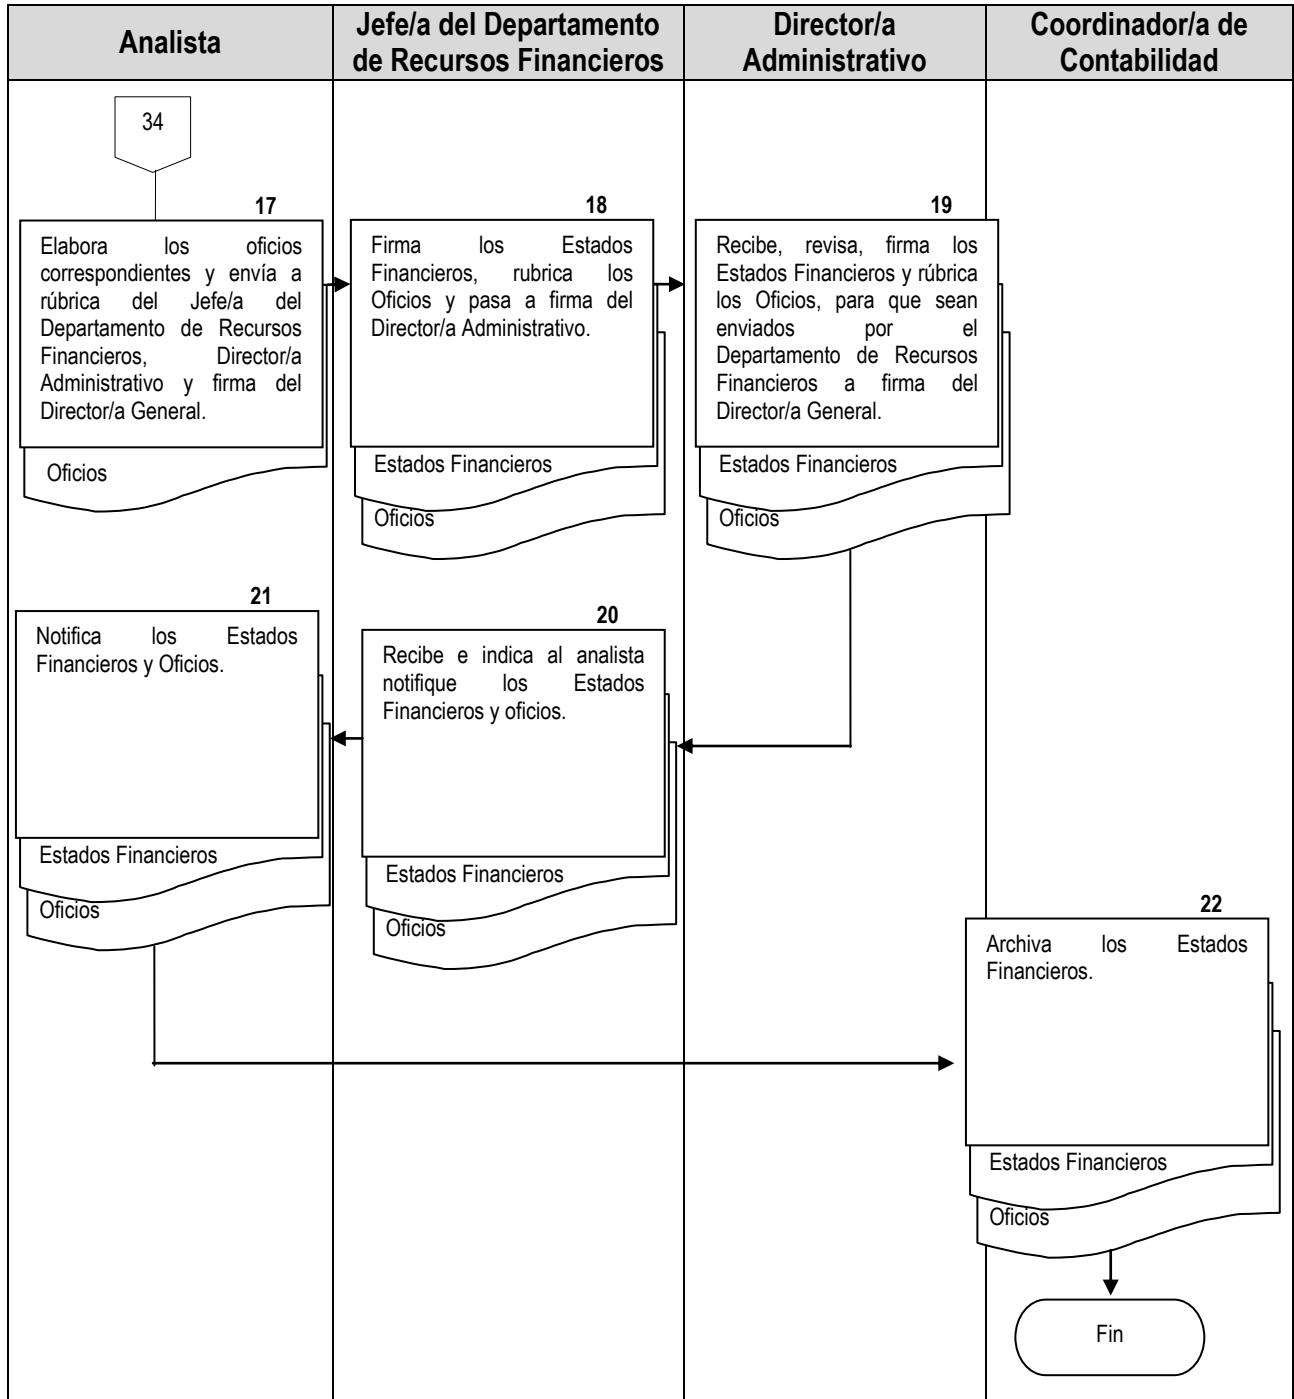 Analista
Jefe/a del Departamento
de Recursos Financieros
Director/a
Administrativo
Coordinador/a de
Contabilidad
34
17
Elabora los oficios
correspondientes y envía a
rúbrica del Jefe/a del
Departamento de Recursos
Financieros, Director/a
Administrativo y firma del
Director/a General.
Oficios
18
Firma los Estados
Financieros, rubrica los
Oficios y pasa a firma del
Director/a Administrativo.
Estados Financieros
Oficios
19
Recibe, revisa, firma los
Estados Financieros y rúbrica
los Oficios, para que sean
enviados por el
Departamento de Recursos
Financieros a firma del
Director/a General.
Estados Financieros
Oficios
20
Recibe e indica al analista
notifique los Estados
Financieros y oficios.
Estados Financieros
Oficios
21
Notifica los Estados
Financieros y Oficios.
Estados Financieros
Oficios
22
Archiva los Estados
Financieros.
Estados Financieros
Oficios
Fin